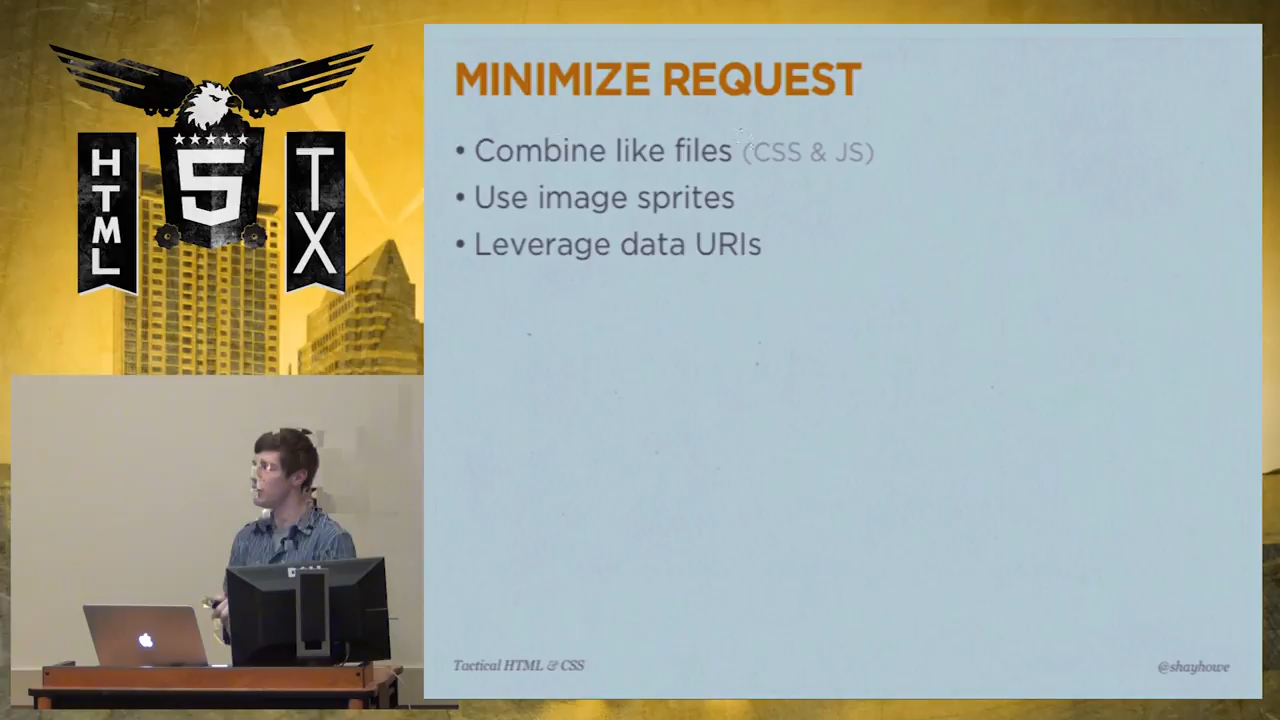 HTML
5
TX
MINIMIZE REQUEST
• Combine like files (CSS & JS)
• Use image sprites
• Leverage data URIs
Tactical HTML & CSS
@shayhowe